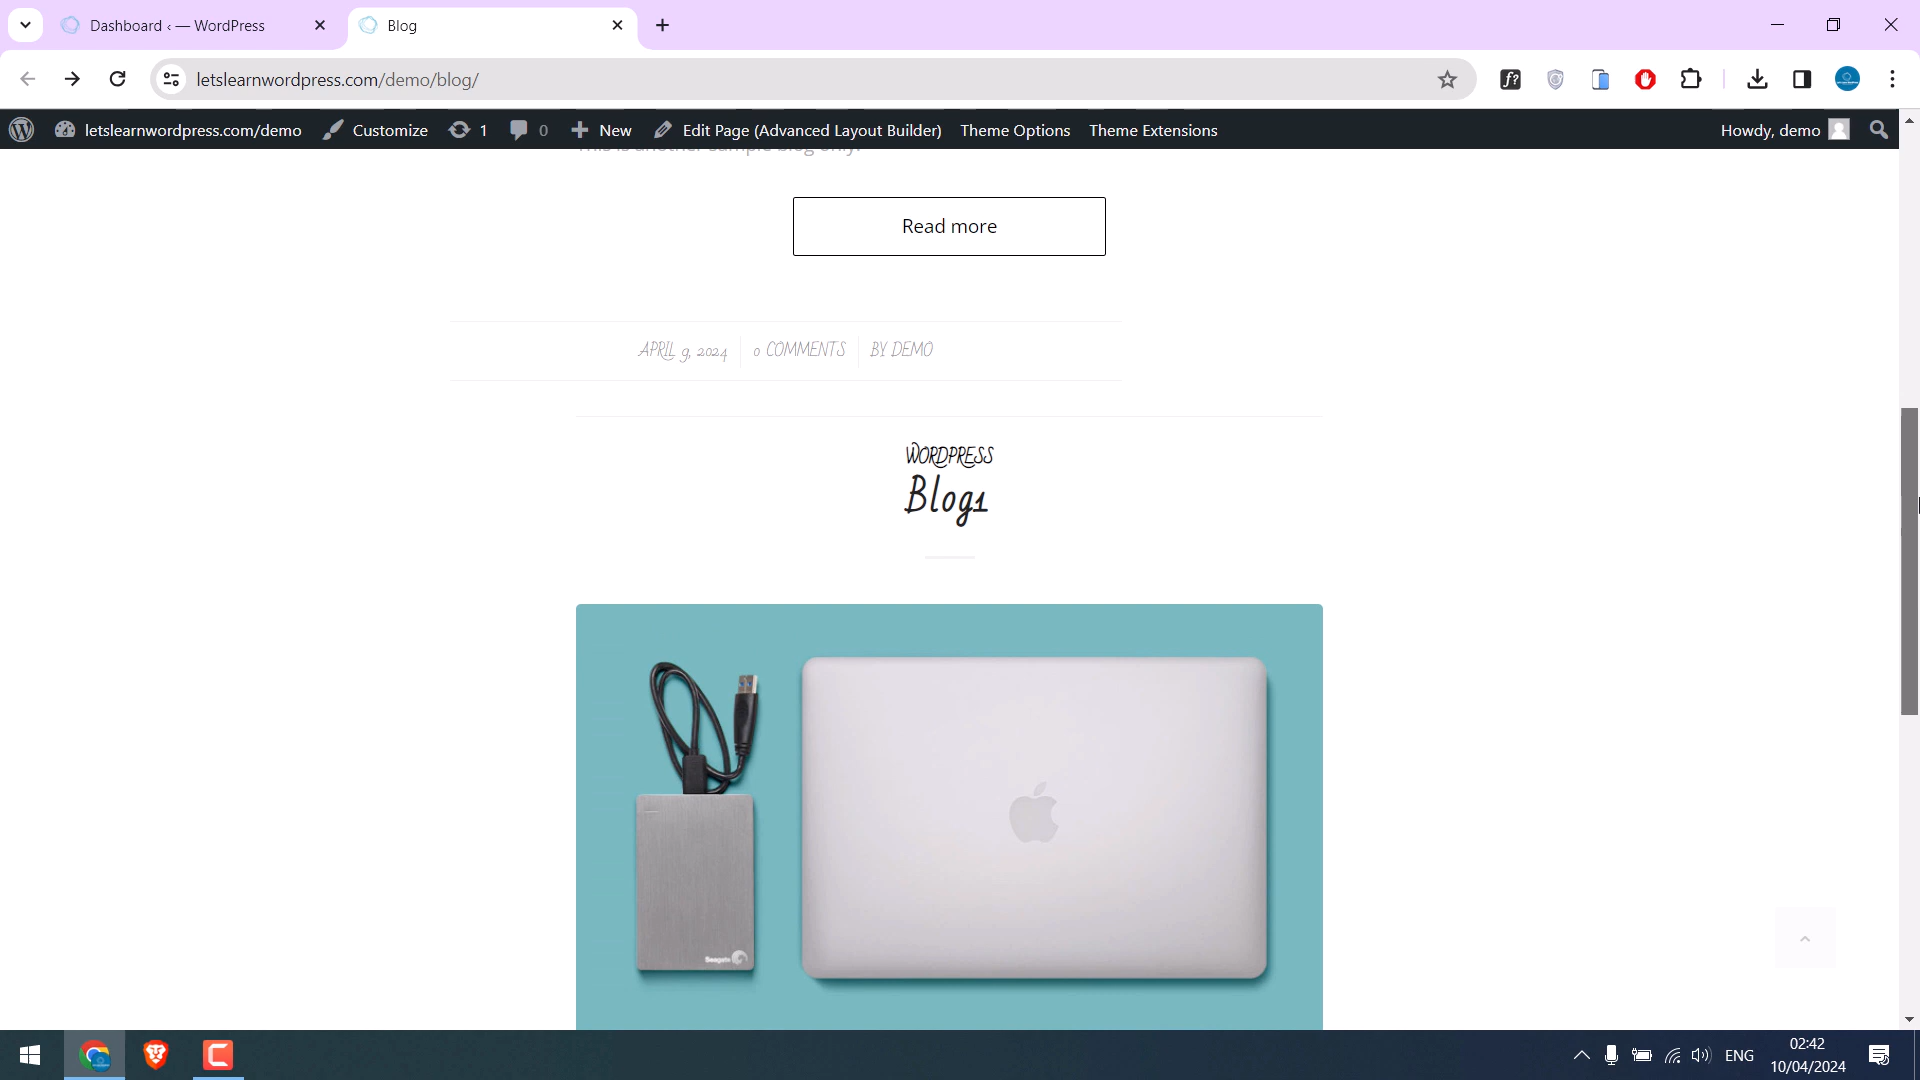 Dashboard ‹ — WordPress
Blog
letslearnwordpress.com/demo/blog/
letslearnwordpress.com/demo
Customize
1
0
New
Edit Page (Advanced Layout Builder)
Theme Options
Theme Extensions
Howdy, demo
This is another sample blog only.
Read more
APRIL 9, 2024
0 COMMENTS
BY DEMO
WORDPRESS
Blog1
Seagate
ENG
02:42
10/04/2024